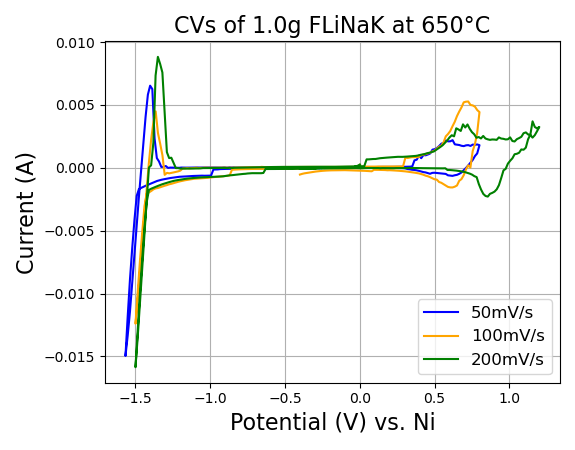 CVs of 1.0g FLiNaK at 650°C
Current (A)
0.010
0.005
0.000
−0.005
−0.010
−0.015
50mV/s
100mV/s
200mV/s
−1.5 −1.0 −0.5 0.0 0.5 1.0
Potential (V) vs. Ni